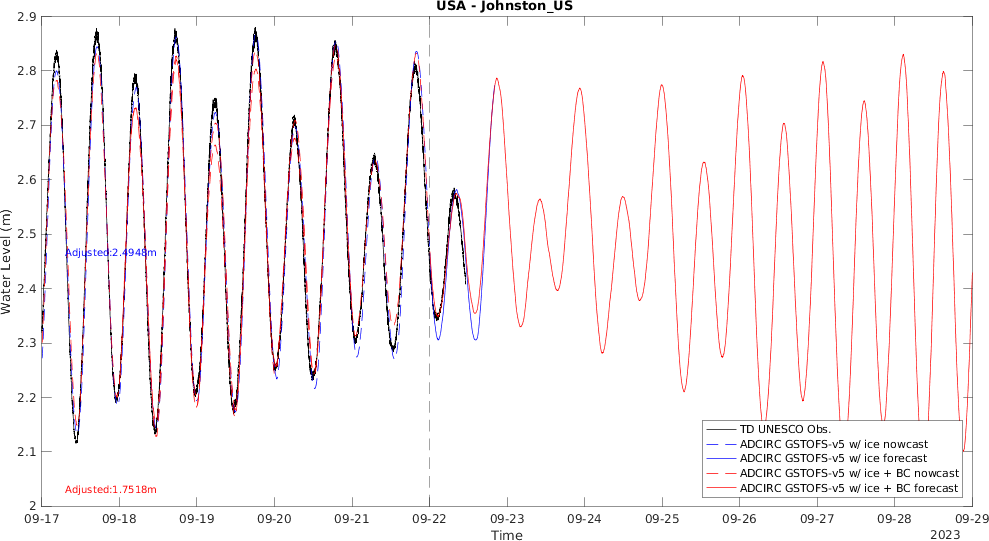 USA - Johnston_US
2.9
2.8
2.7
2.6
2.5
2.4
2.3
2.2
2.1
2
Water Level (m)
Adjusted:2.4948m
Adjusted:1.7518m
TD UNESCO Obs.
ADCIRC GSTOFS-v5 w/ ice nowcast
ADCIRC GSTOFS-v5 w/ ice forecast
ADCIRC GSTOFS-v5 w/ ice + BC nowcast
ADCIRC GSTOFS-v5 w/ ice + BC forecast
09-17 09-18 09-19 09-20 09-21 09-22 09-23 09-24 09-25 09-26 09-27 09-28 09-29
Time
2023